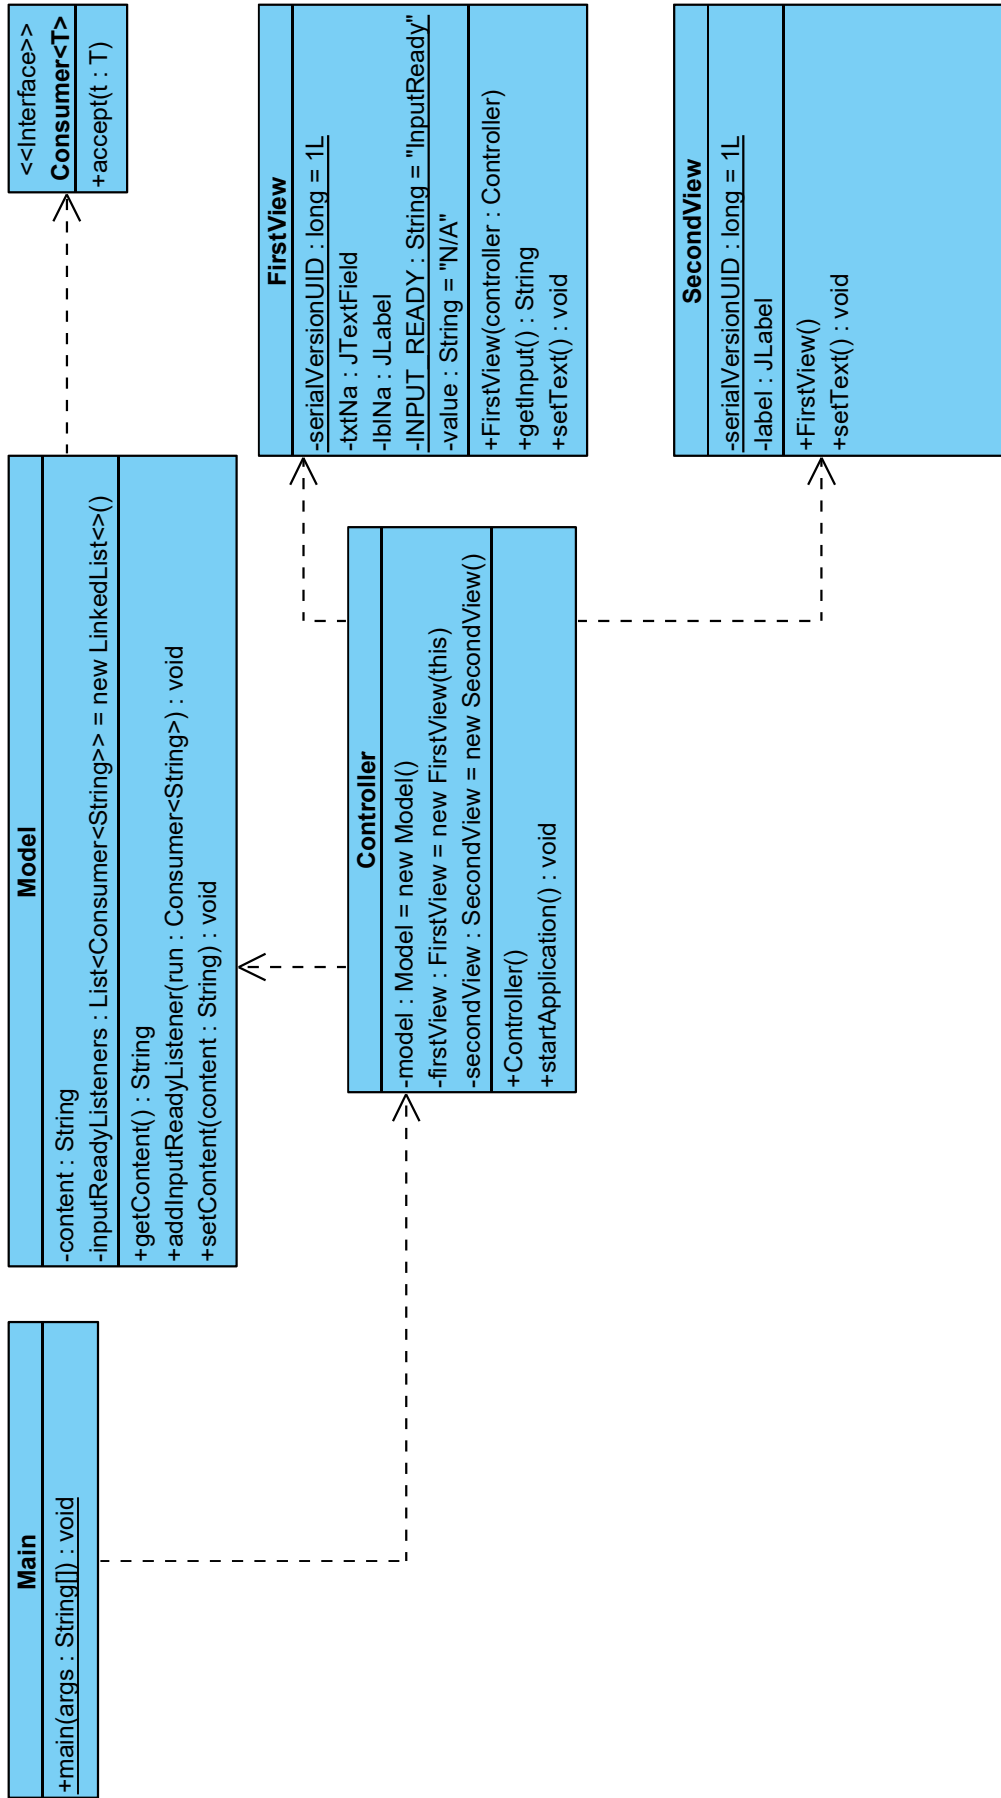 Main
+main(args : String[]) : void
Model
-content : String
-inputReadyListeners : List<Consumer<String>> = new LinkedList<>()
+getContent() : String
+addInputReadyListener(run : Consumer<String>) : void
+setContent(content : String) : void
<<Interface>>
Consumer<T>
+accept(t : T)
Controller
-model : Model = new Model()
-firstView : FirstView = new FirstView(this)
-secondView : SecondView = new SecondView()
+Controller()
+startApplication() : void
FirstView
-serialVersionUID : long = 1L
-txtNa : JTextField
-lblNa : JLabel
-INPUT_READY : String = "InputReady"
-value : String = "N/A"
+FirstView(controller : Controller)
+getInput() : String
+setText() : void
SecondView
-serialVersionUID : long = 1L
-label : JLabel
+FirstView()
+setText() : void